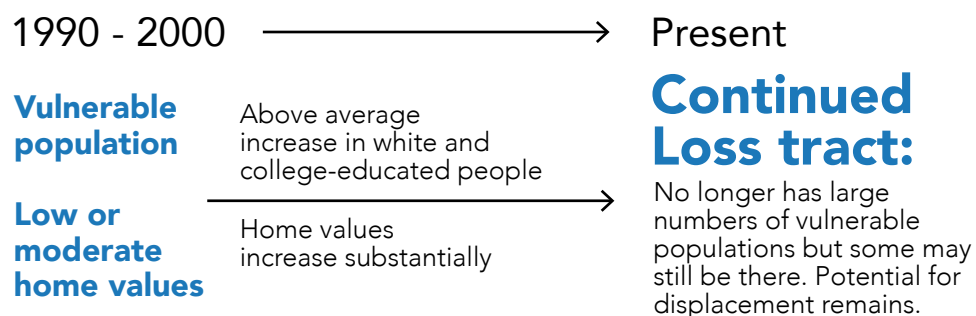 1990 - 2000
Present
Vulnerable
population
Above average
increase in white and
college-educated people
Low or
moderate
home values
Home values
increase substantially
Continued
Loss tract:
No longer has large
numbers of vulnerable
populations but some may
still be there. Potential for
displacement remains.